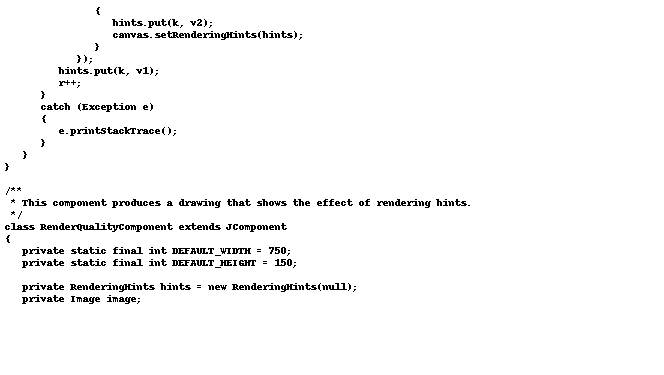 {
hints.put(k, v2);
canvas.setRenderingHints(hints);
}
});
hints.put(k, v1);
r++;
}
catch (Exception e)
{
e.printStackTrace();
}
}
}
/**
* This component produces a drawing that shows the effect of rendering hints.
*/
class RenderQualityComponent extends JComponent
{
private static final int DEFAULT_WIDTH = 750;
private static final int DEFAULT_HEIGHT = 150;
private RenderingHints hints = new RenderingHints(null);
private Image image;